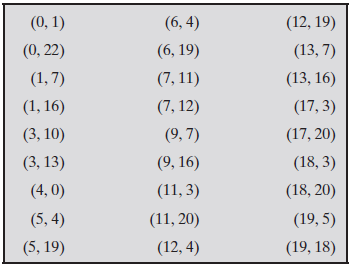 (0, 1) (6, 4) (12, 19)
(0, 22) (6, 19) (13, 7)
(1, 7) (7, 11) (13, 16)
(1, 16) (7, 12) (17, 3)
(3, 10) (9, 7) (17, 20)
(3, 13) (9, 16) (18, 3)
(4, 0) (11, 3) (18, 20)
(5, 4) (11, 20) (19, 5)
(5, 19) (12, 4) (19, 18)